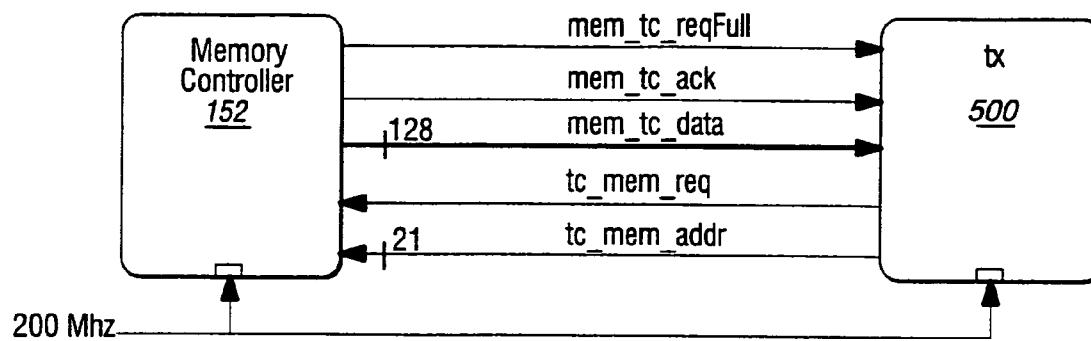 mem_tc_reqFull
Memory
Controller
152
tx
500
mem_tc_ack
128
mem_tc_data
tc_mem_req
21
tc_mem_addr
200 Mhz